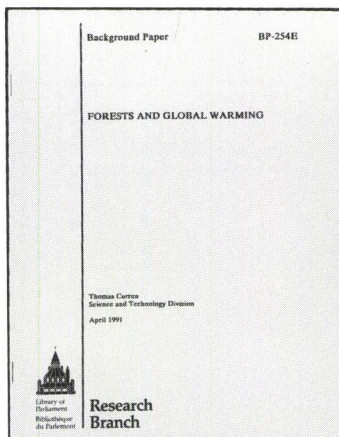 Background Paper BP-254E
FORESTS AND GLOBAL WARMING
Thomas Curren
Science and Technology Division
April 1991
Library of
Parliament
Bibliothèque
du Parlement
Research
Branch